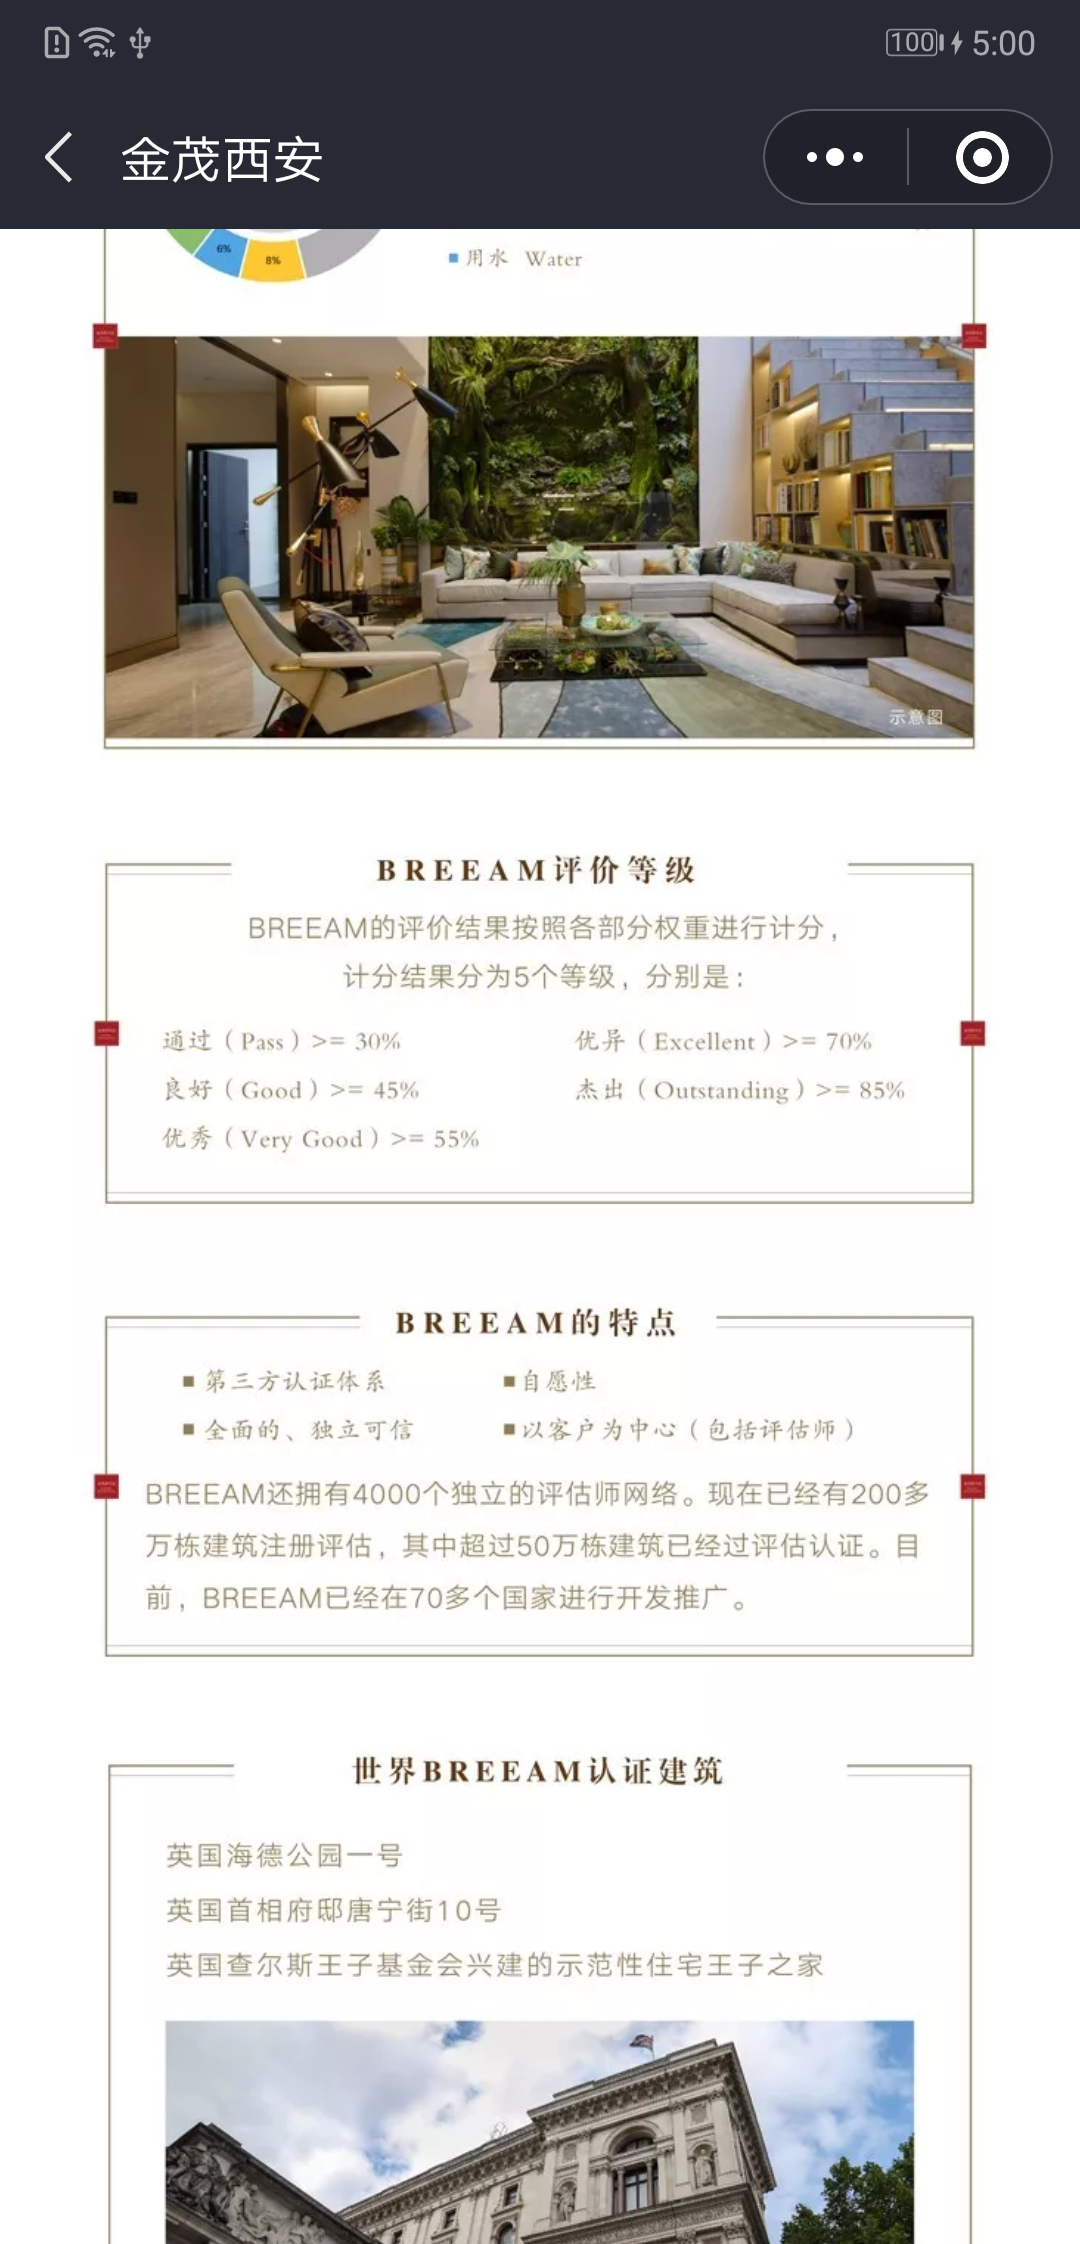 100 5:00
金茂西安
6%
8%
用水 Water
示意图
BREEAM评价等级
BREEAM的评价结果按照各部分权重进行计分，
计分结果分为5个等级，分别是：
通过（Pass）>= 30%
优异（Excellent）>= 70%
良好（Good）>= 45%
杰出（Outstanding）>= 85%
优秀（Very Good）>= 55%
BREEAM的特点
第三方认证体系
自愿性
全面的、独立可信
以客户为中心（包括评估师）
BREEAM还拥有4000个独立的评估师网络。现在已经有200多
万栋建筑注册评估，其中超过50万栋建筑已经过评估认证。目
前，BREEAM已经在70多个国家进行开发推广。
世界BREEAM认证建筑
英国海德公园一号
英国首相府邸唐宁街10号
英国查尔斯王子基金会兴建的示范性住宅王子之家